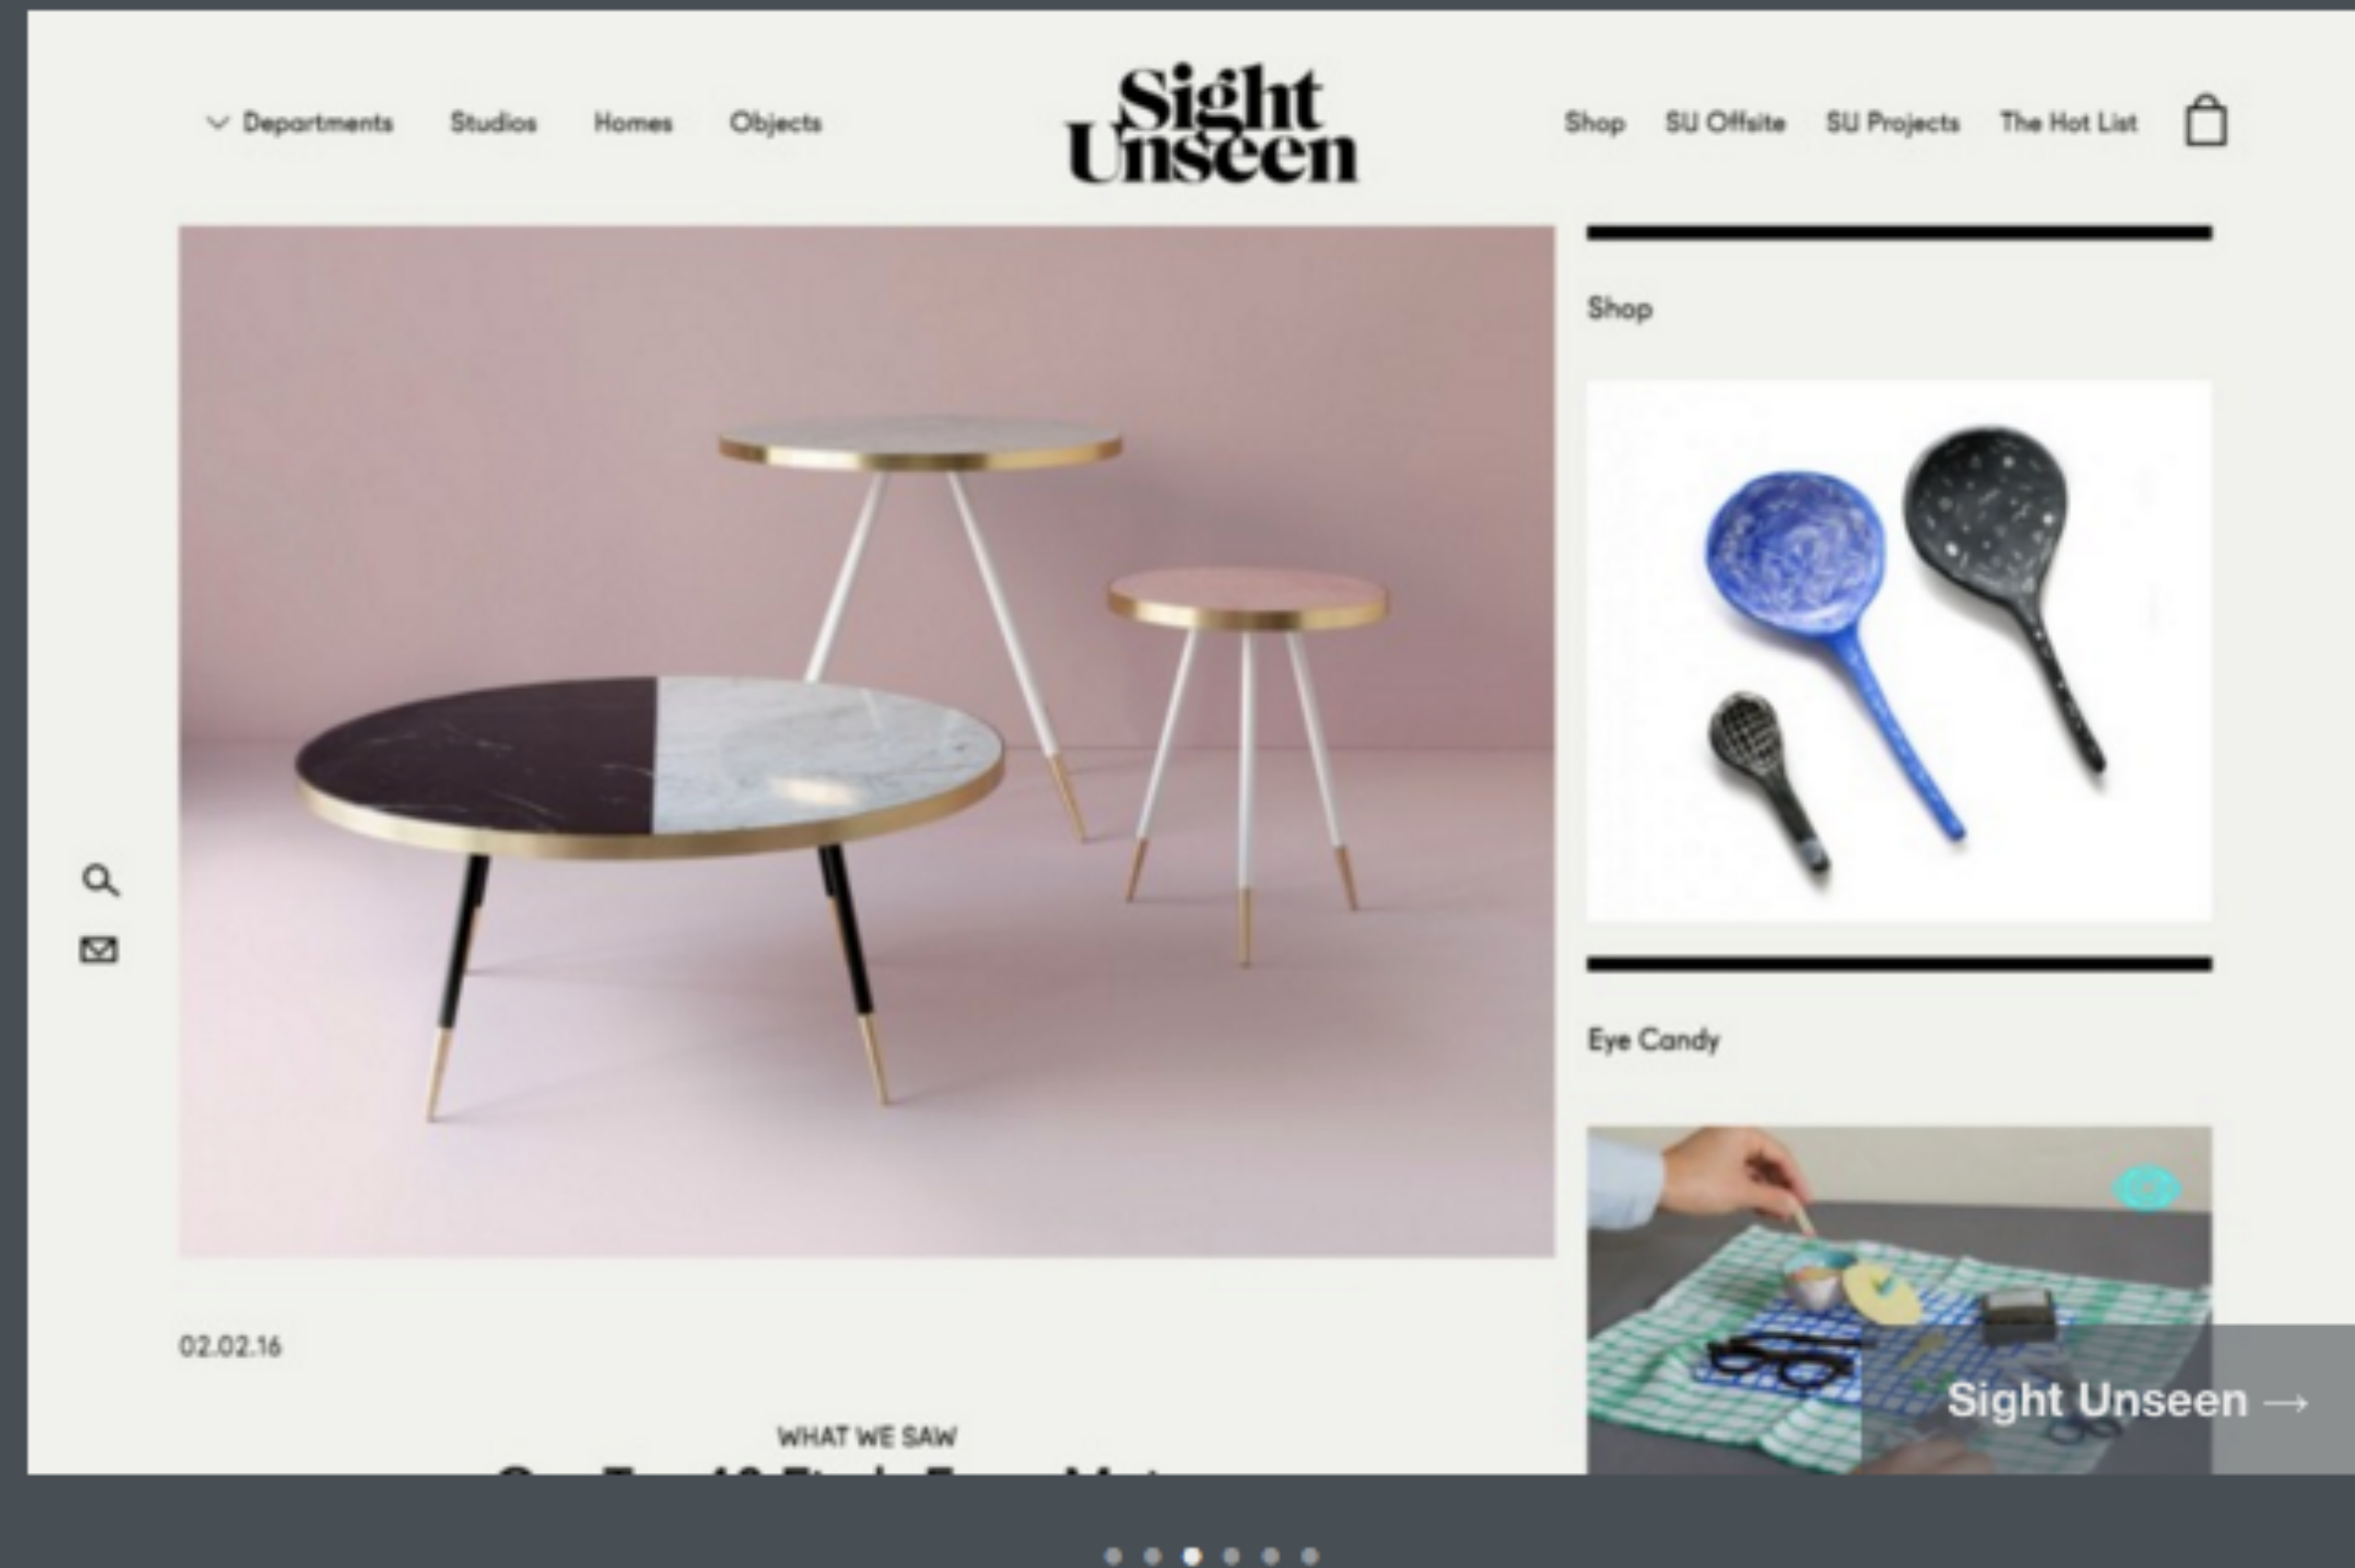 Departments Studios Homes Objects
Sight
Unseen
Shop SU Offsite SU Projects The Hot List
Shop
Eye Candy
02.02.16
WHAT WE SAW
Sight Unseen →